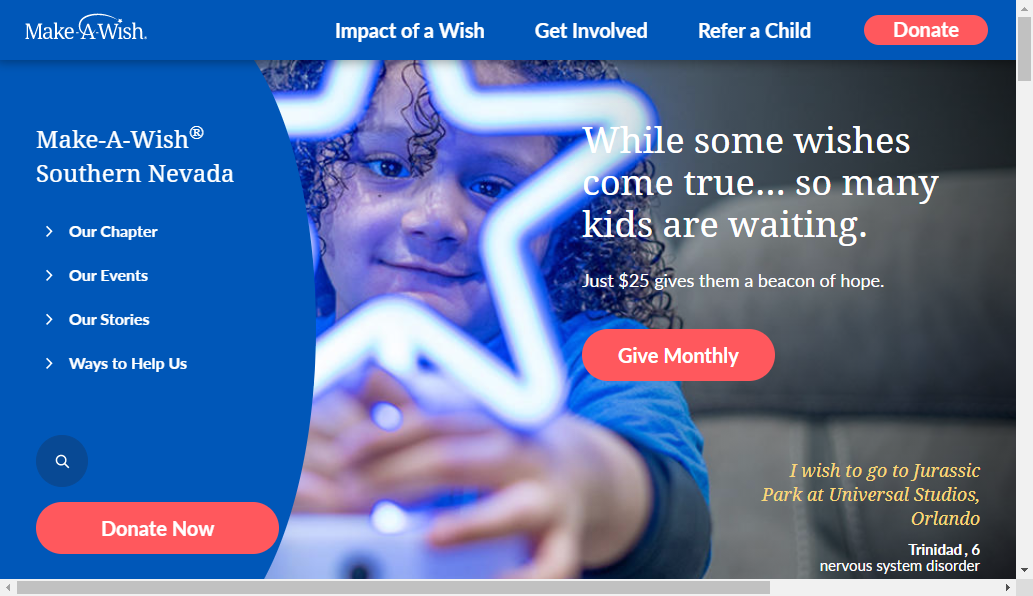 Make-A-Wish.
Impact of a Wish
Get Involved
Refer a Child
Donate
Make-A-Wish®
Southern Nevada
Our Chapter
Our Events
Our Stories
Ways to Help Us
Donate Now
While some wishes
come true... so many
kids are waiting.
Just $25 gives them a beacon of hope.
Give Monthly
I wish to go to Jurassic
Park at Universal Studios,
Orlando
Trinidad , 6
nervous system disorder